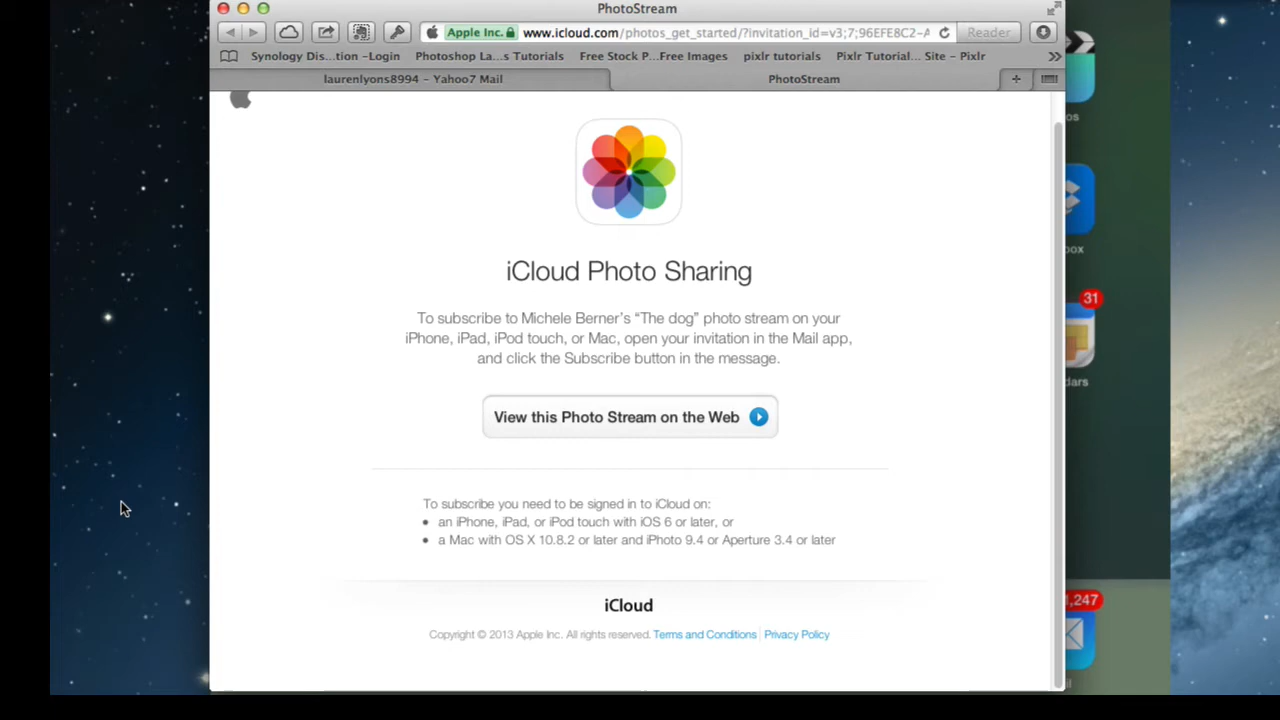 PhotoStream
Apple Inc. www.icloud.com/photos_get_started/?invitation_id=v3;7;96EFE8C2-A Reader
Synology Dis...tion -Login Photoshop La...s Tutorials Free Stock P...Free Images pixlr tutorials Pixlr Tutorial... Site - Pixlr
laurenlyons8994 - Yahoo7 Mail PhotoStream
iCloud Photo Sharing
To subscribe to Michele Berner's “The dog” photo stream on your
iPhone, iPad, iPod touch, or Mac, open your invitation in the Mail app,
and click the Subscribe button in the message.
View this Photo Stream on the Web
To subscribe you need to be signed in to iCloud on:
• an iPhone, iPad, or iPod touch with iOS 6 or later, or
• a Mac with OS X 10.8.2 or later and iPhoto 9.4 or Aperture 3.4 or later
iCloud
Copyright © 2013 Apple Inc. All rights reserved. Terms and Conditions Privacy Policy
os
box
31
dars
,247